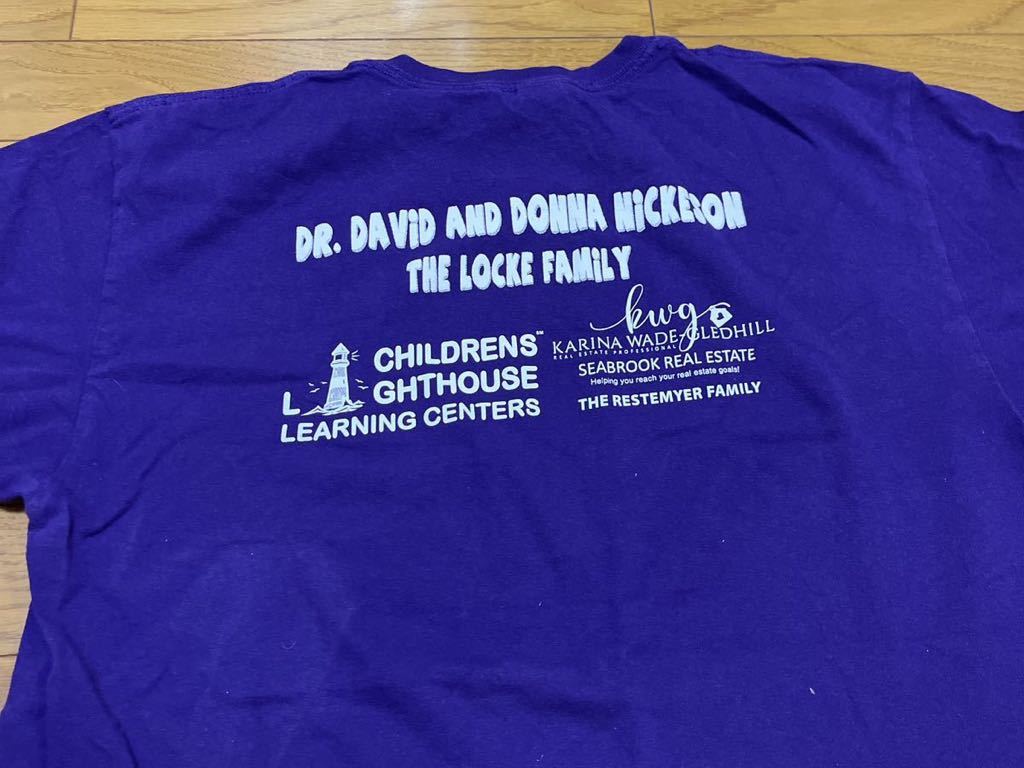 DR. DAViD AND DONNA NiCKERSON
THE LOCKE FAMiLY
CHILDRENS℠
L GHTHOUSE
LEARNING CENTERS
kwg
KARINA WADE-GLEDHILL
REAL ESTATE PROFESSIONAL
SEABROOK REAL ESTATE
Helping you reach your real estate goals!
THE RESTEMYER FAMILY